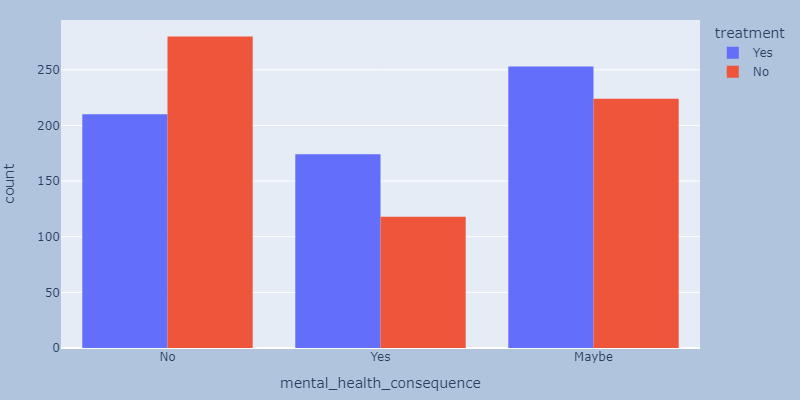 treatment
Yes
No
count
250
200
150
100
50
0
No
Yes
Maybe
mental_health_consequence